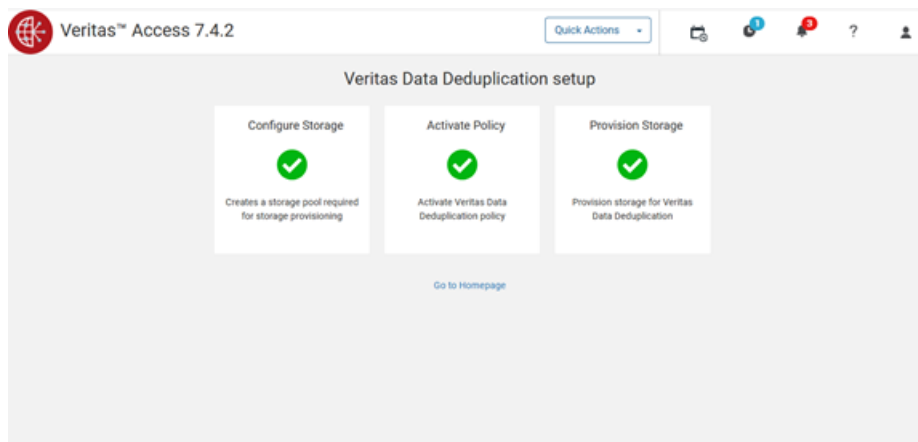 Veritas™ Access 7.4.2
Quick Actions
1
3
?
Veritas Data Deduplication setup
Configure Storage
Creates a storage pool required
for storage provisioning
Activate Policy
Activate Veritas Data
Deduplication policy
Provision Storage
Provision storage for Veritas
Data Deduplication
Go to Homepage